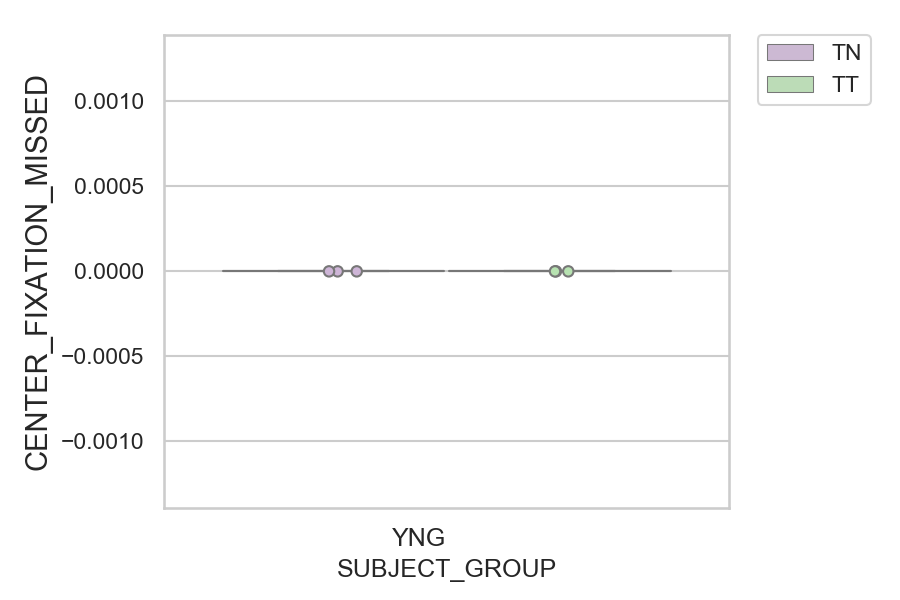 CENTER_FIXATION_MISSED
0.0010
0.0005
0.0000
−0.0005
−0.0010
YNG
SUBJECT_GROUP
TN
TT